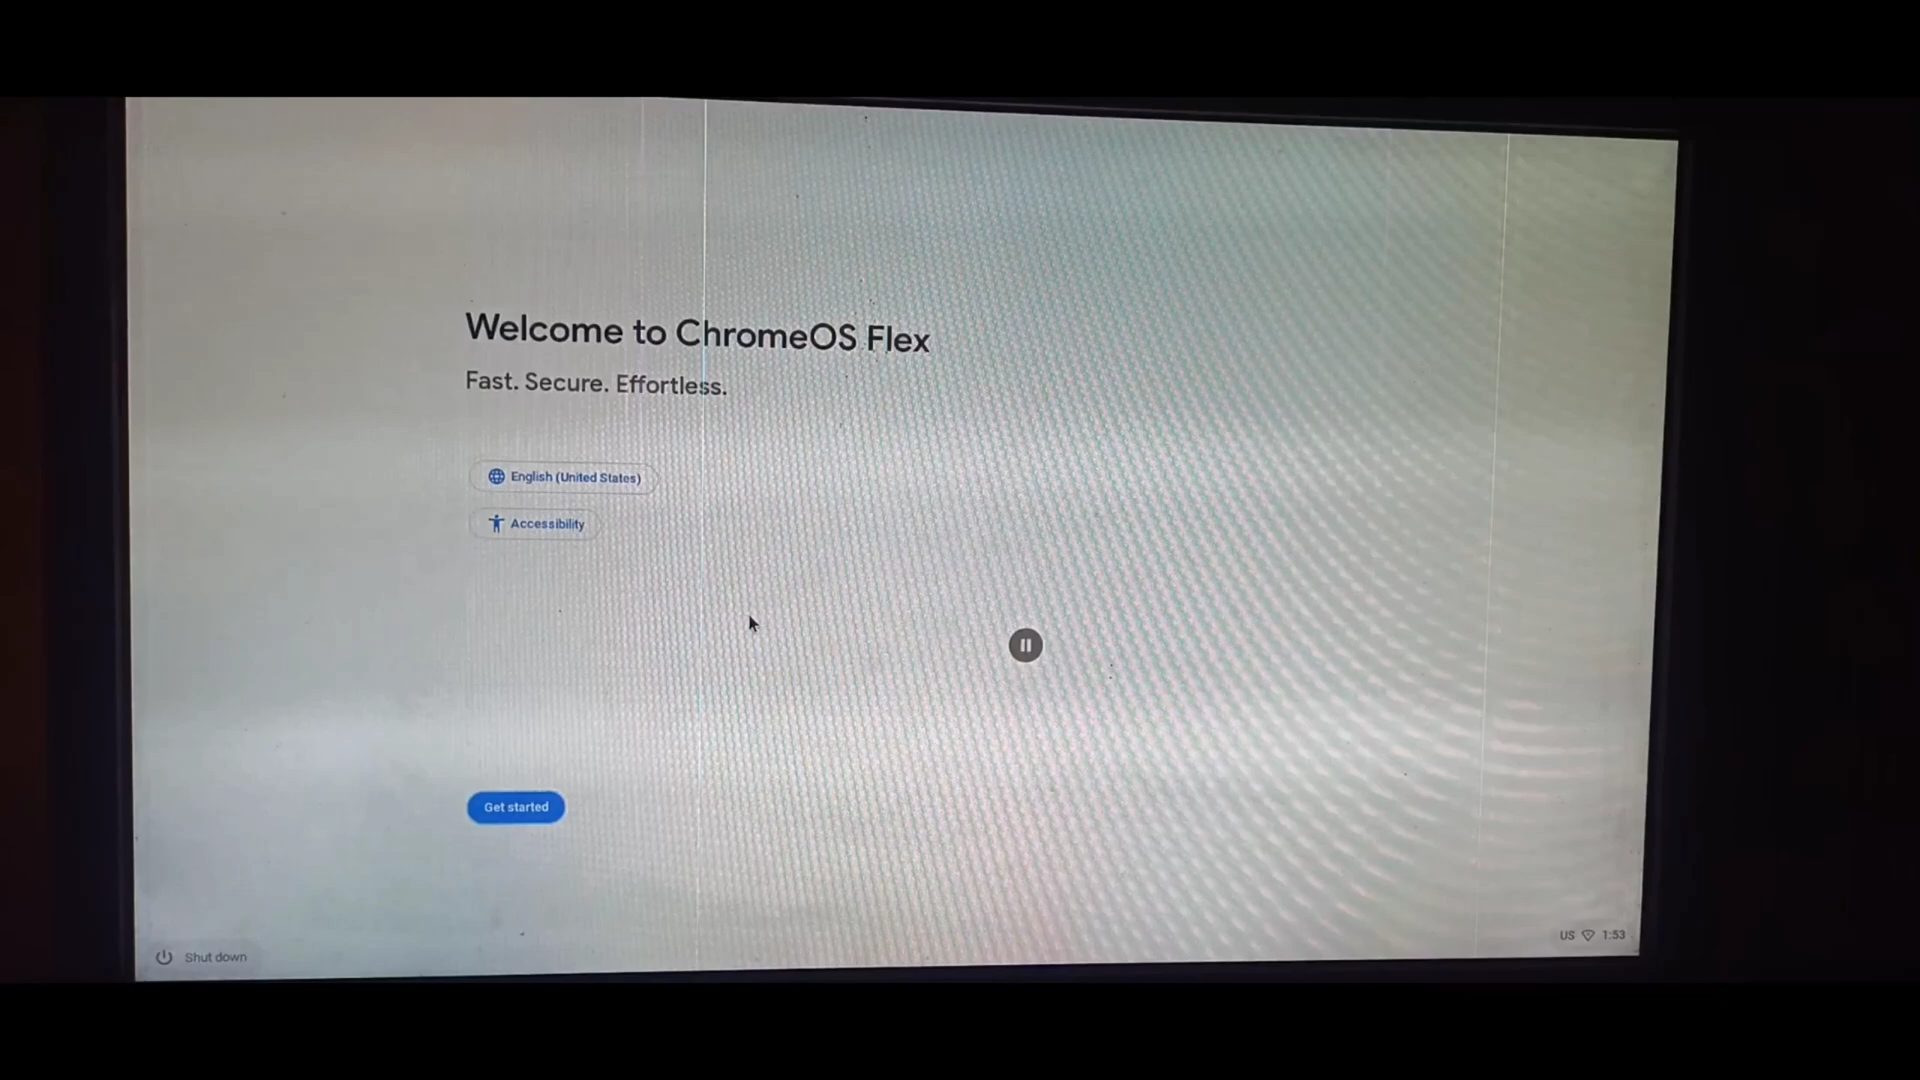 Welcome to ChromeOS Flex
Fast. Secure. Effortless.
English (United States)
Accessibility
Get started
Shut down
US 1:53